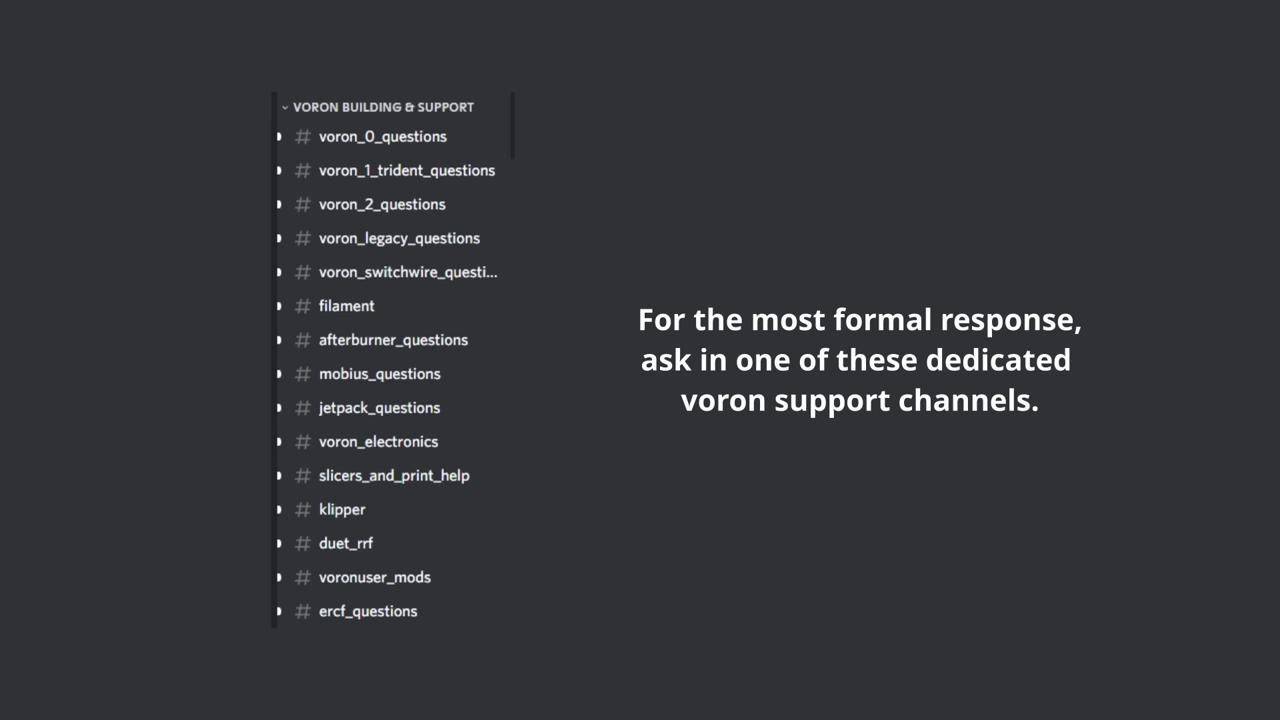 VORON BUILDING & SUPPORT
# voron_0_questions
# voron_1_trident_questions
# voron_2_questions
# voron_legacy_questions
# voron_switchwire_questi...
# filament
# afterburner_questions
# mobius_questions
# jetpack_questions
# voron_electronics
# slicers_and_print_help
# klipper
# duet_rrf
# voronuser_mods
# ercf_questions
For the most formal response,
ask in one of these dedicated
voron support channels.